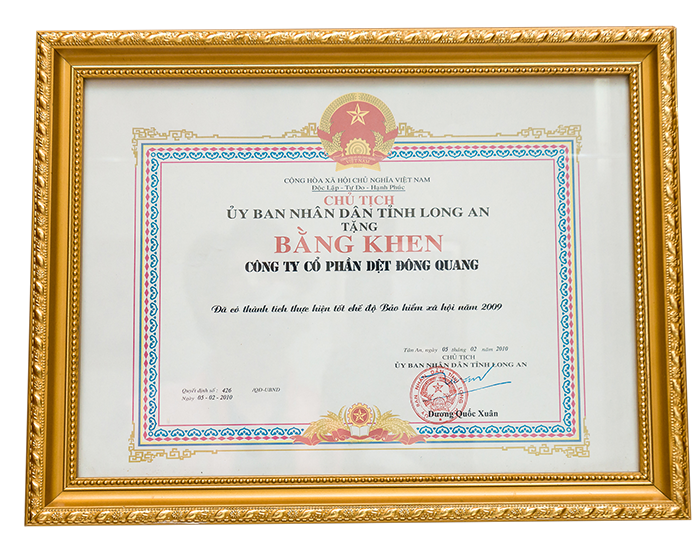 CỘNG HÒA XÃ HỘI CHỦ NGHĨA VIỆT NAM
Độc Lập - Tự Do - Hạnh Phúc
CHỦ TỊCH
ỦY BAN NHÂN DÂN TỈNH LONG AN
TẶNG
BẰNG KHEN
CÔNG TY CỔ PHẦN DỆT ĐÔNG QUANG
Đã có thành tích thực hiện tốt chế độ Bảo hiểm xã hội năm 2009
Tân An, ngày 05 tháng 02 năm 2010
CHỦ TỊCH
ỦY BAN NHÂN DÂN TỈNH LONG AN
Quyết định số : 426 /QĐ-UBND
Ngày 05 - 02 - 2010
Dương Quốc Xuân